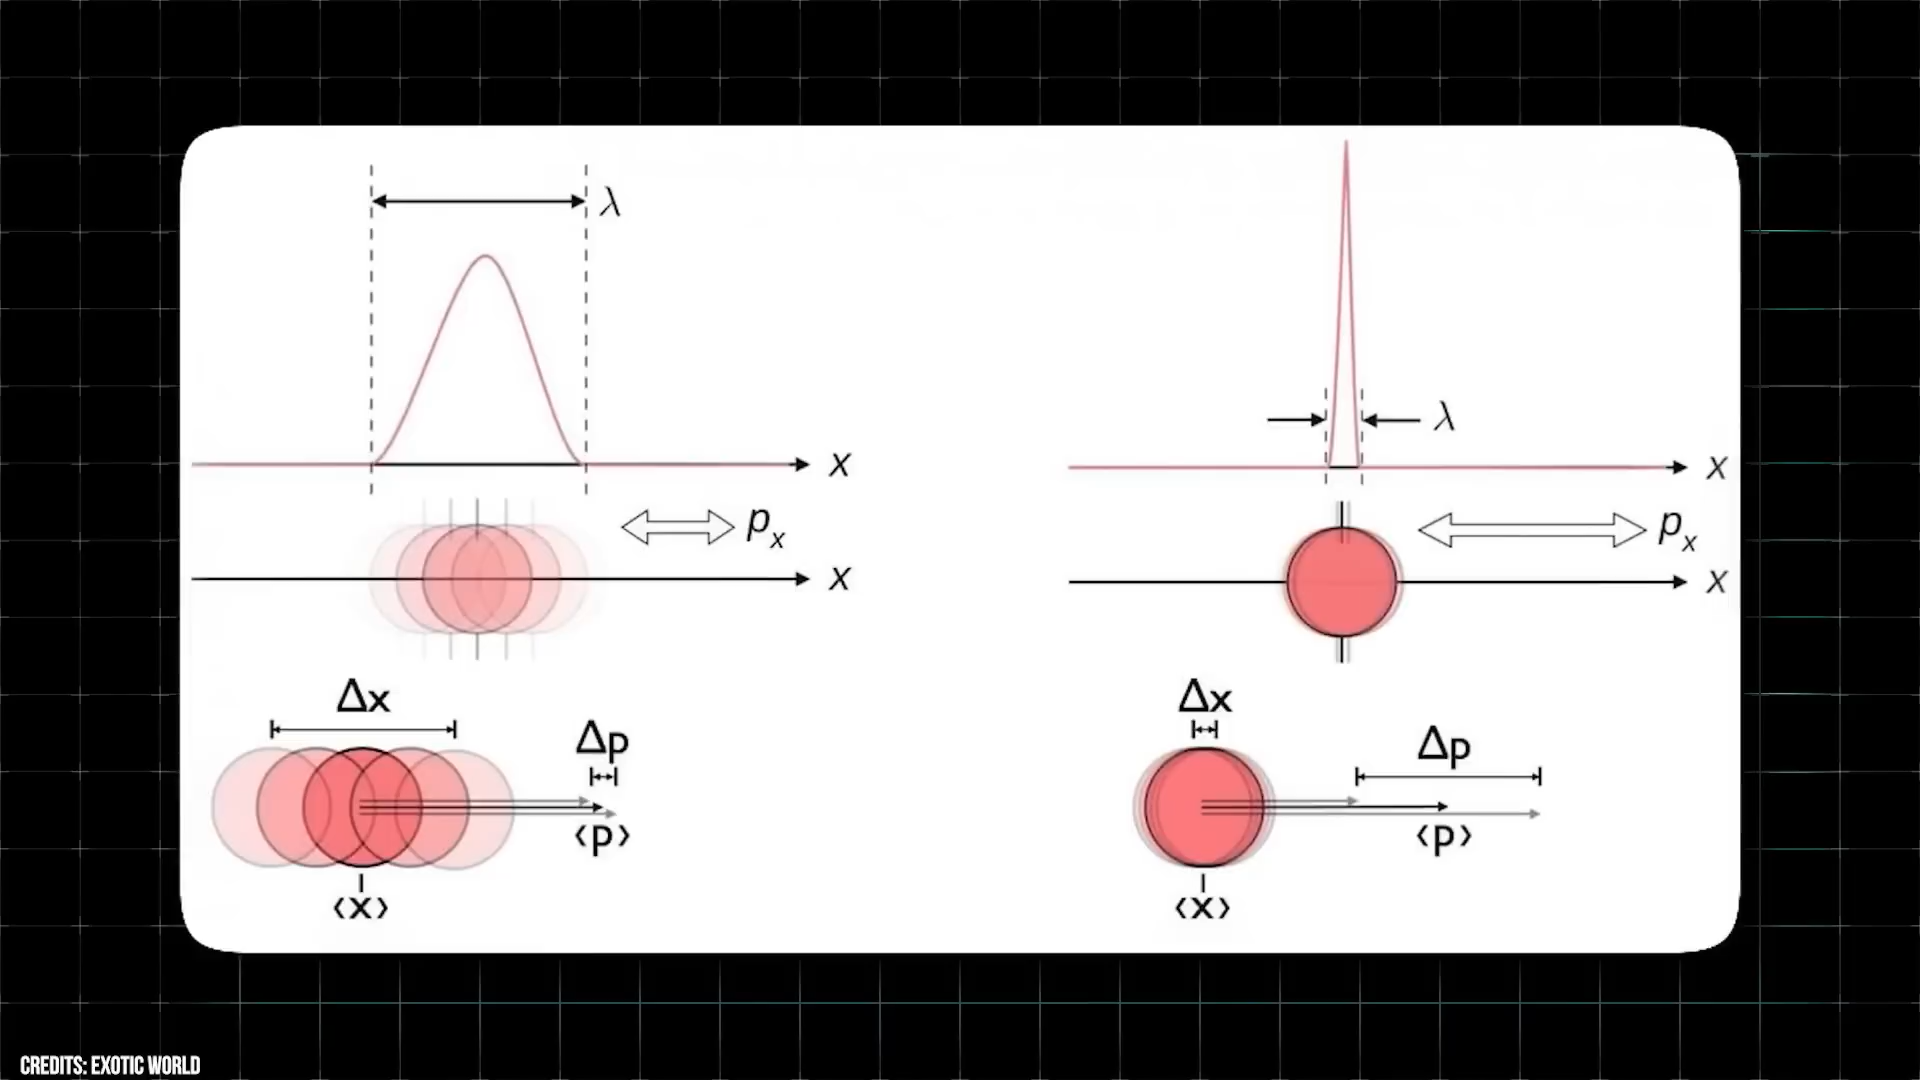 λ
λ
x
x
pₓ
pₓ
x
x
Δx
Δx
Δp
Δp
⟨p⟩
⟨p⟩
⟨x⟩
⟨x⟩
CREDITS: EXOTIC WORLD